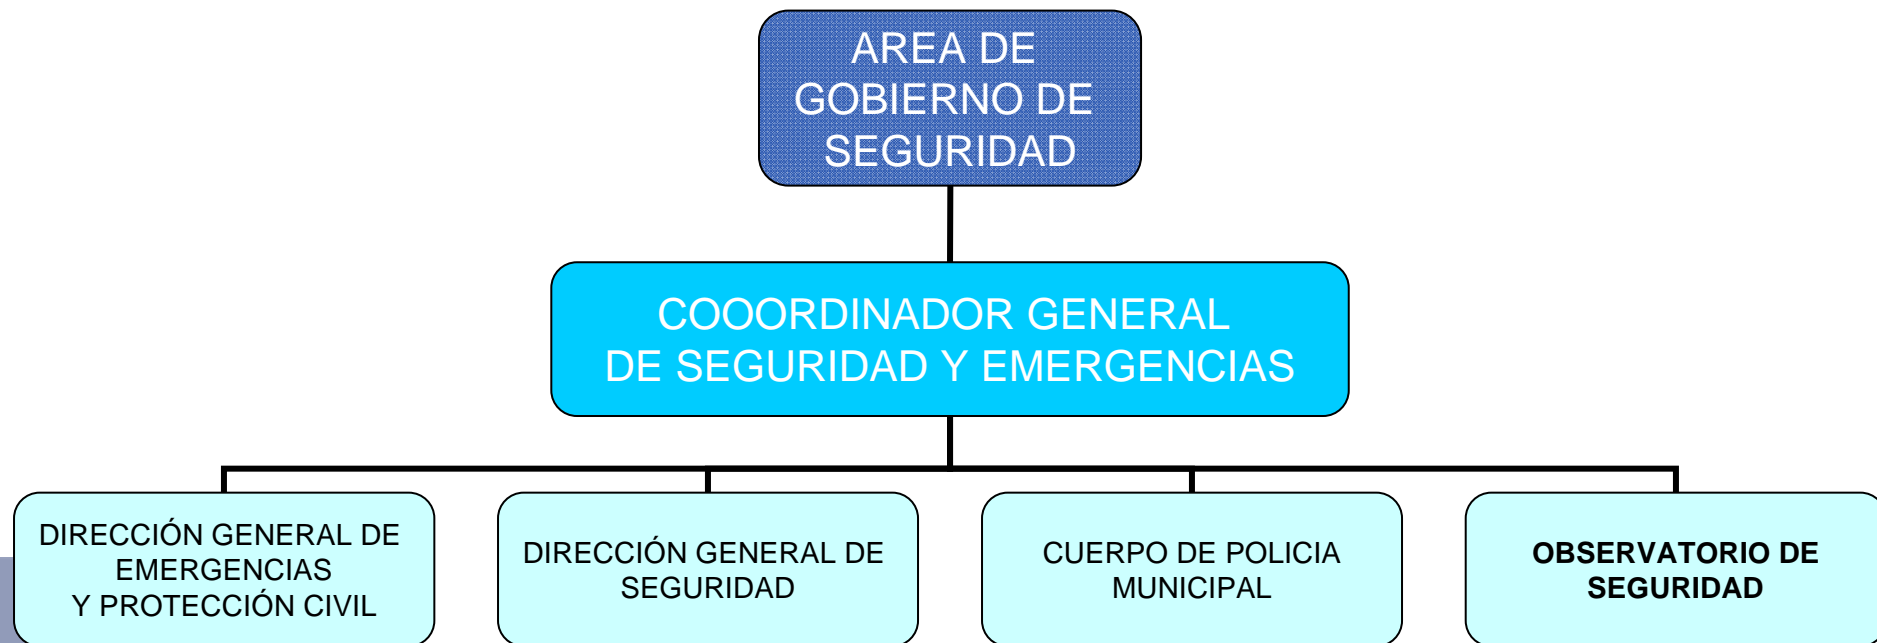 AREA DE
GOBIERNO DE
SEGURIDAD
COOORDINADOR GENERAL
DE SEGURIDAD Y EMERGENCIAS
DIRECCIÓN GENERAL DE
EMERGENCIAS
Y PROTECCIÓN CIVIL
DIRECCIÓN GENERAL DE
SEGURIDAD
CUERPO DE POLICIA
MUNICIPAL
OBSERVATORIO DE
SEGURIDAD